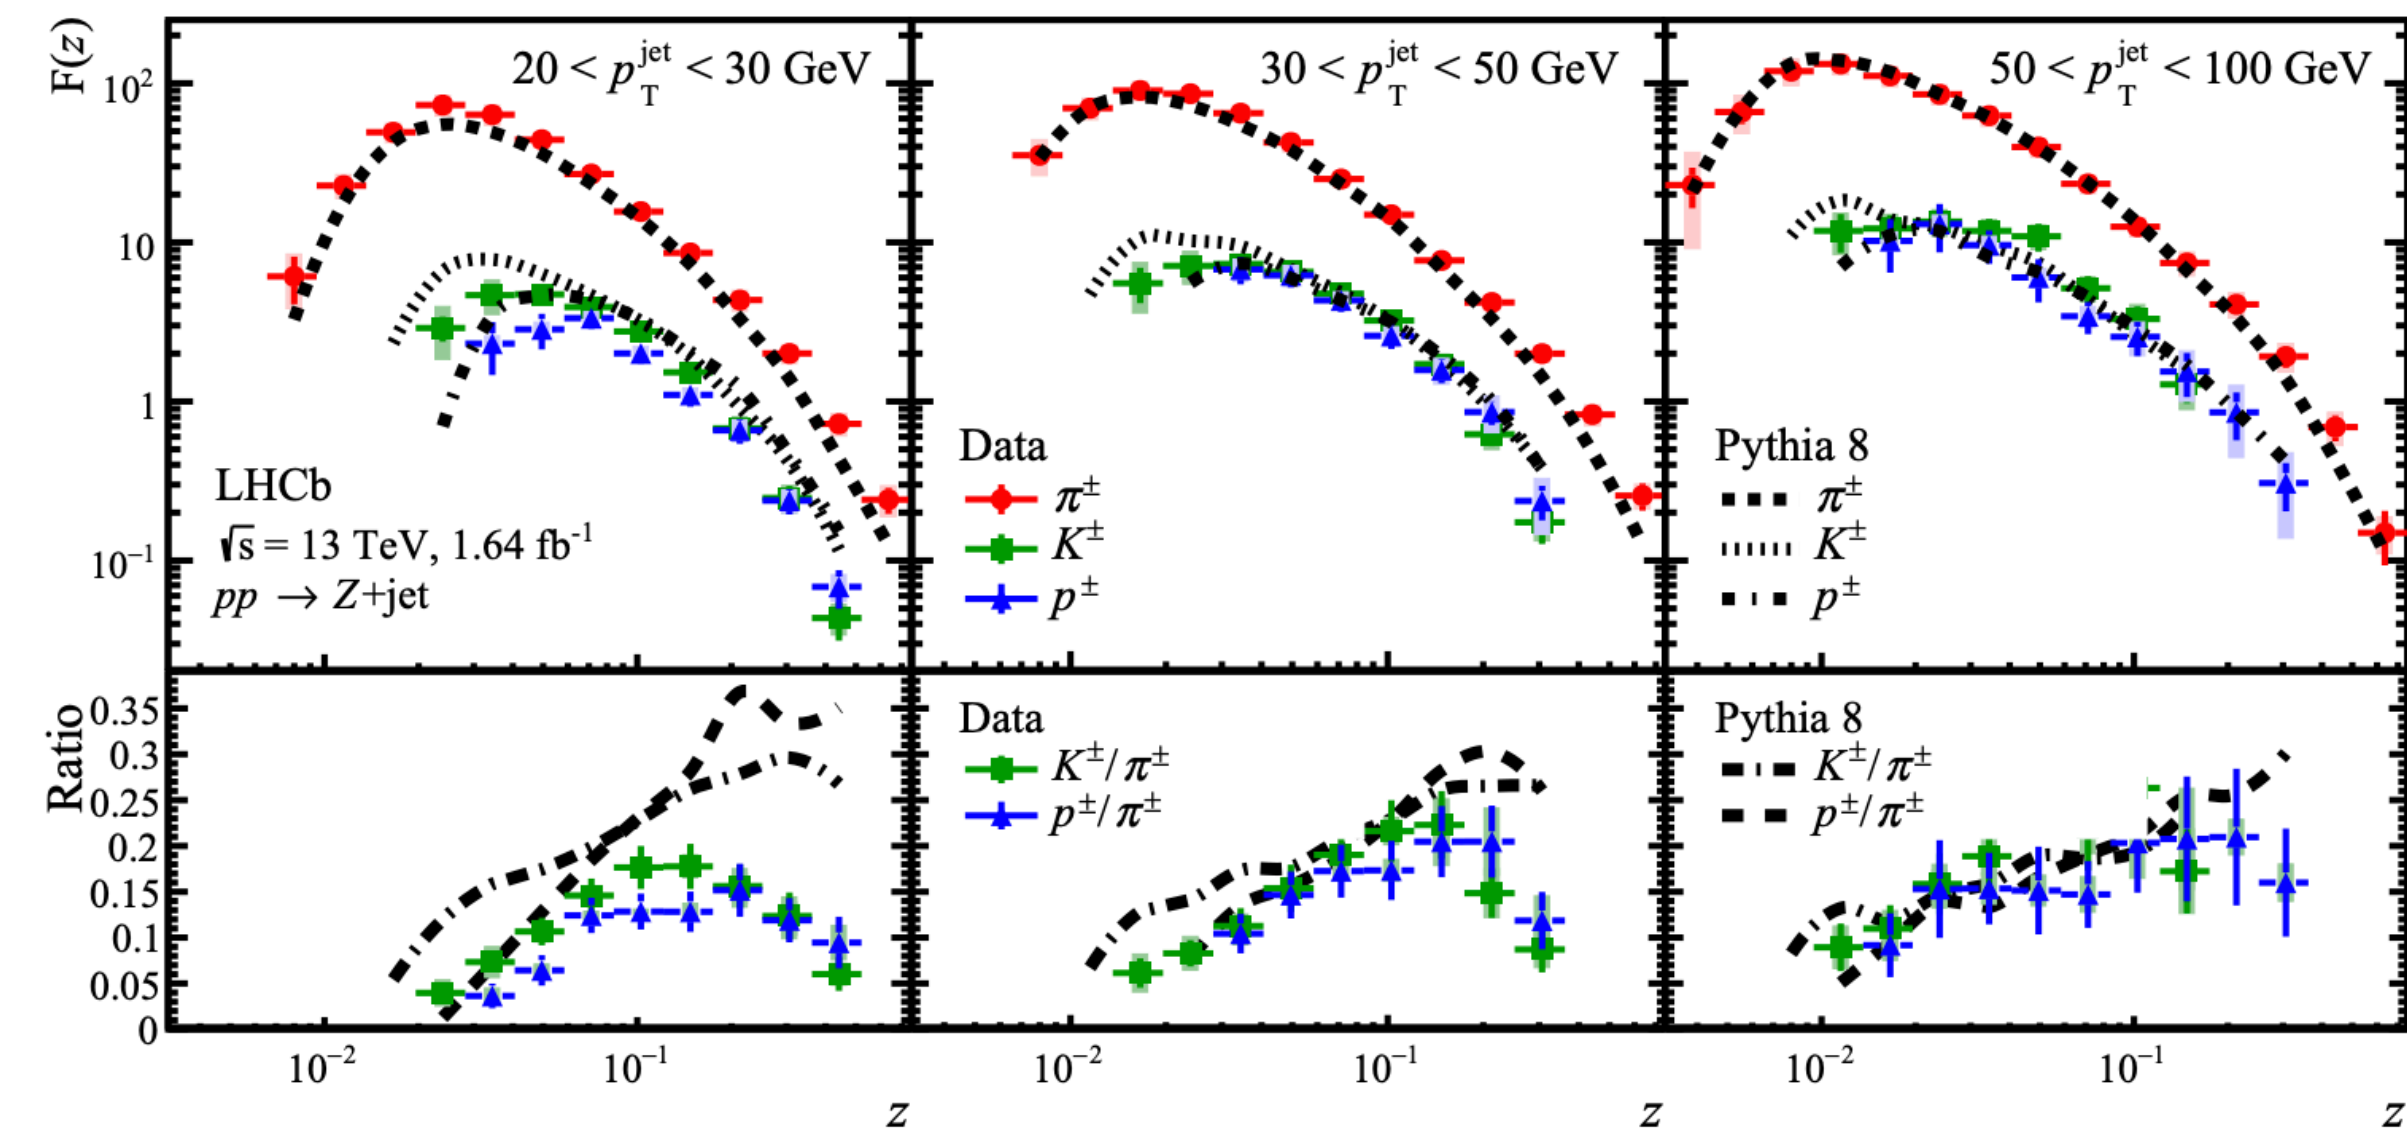 F(z)
20 < p_T^jet < 30 GeV
30 < p_T^jet < 50 GeV
50 < p_T^jet < 100 GeV
10²
10
1
10⁻¹
LHCb
√s = 13 TeV, 1.64 fb⁻¹
pp → Z+jet
Data
π±
K±
p±
Pythia 8
π±
K±
p±
Ratio
0.35
0.3
0.25
0.2
0.15
0.1
0.05
0
Data
K±/π±
p±/π±
Pythia 8
K±/π±
p±/π±
10⁻² 10⁻¹ 10⁻² 10⁻¹ 10⁻² 10⁻¹
z z z